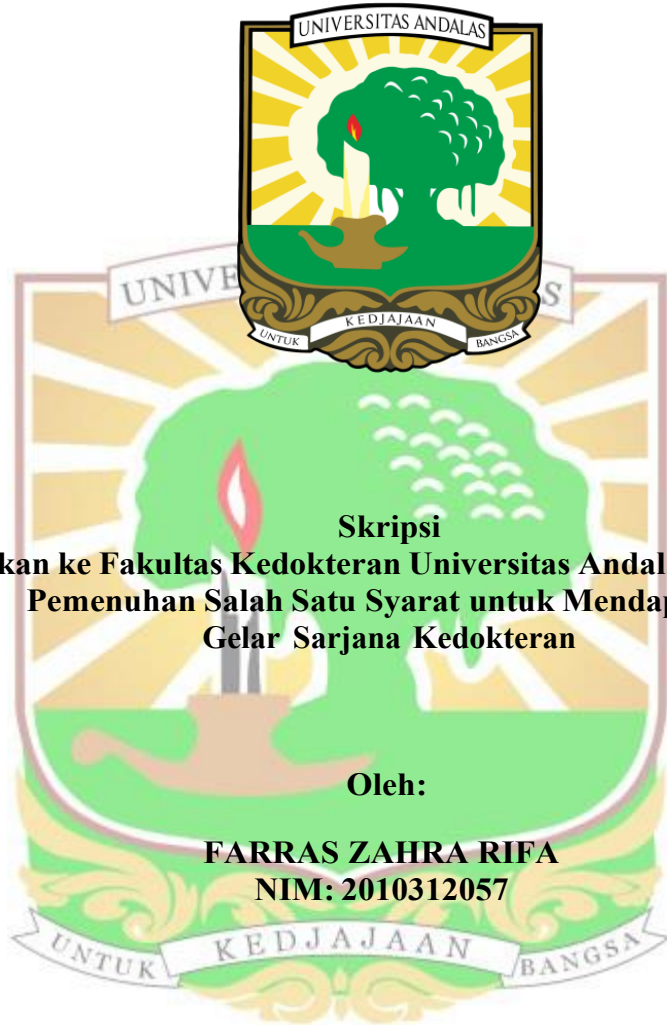 UNIVERSITAS ANDALAS
UNTUK KEDJAJAAN BANGSA
Skripsi
kan ke Fakultas Kedokteran Universitas Andal
Pemenuhan Salah Satu Syarat untuk Mendap
Gelar Sarjana Kedokteran
Oleh:
FARRAS ZAHRA RIFA
NIM: 2010312057
UNTUK KEDJAJAAN BANGSA